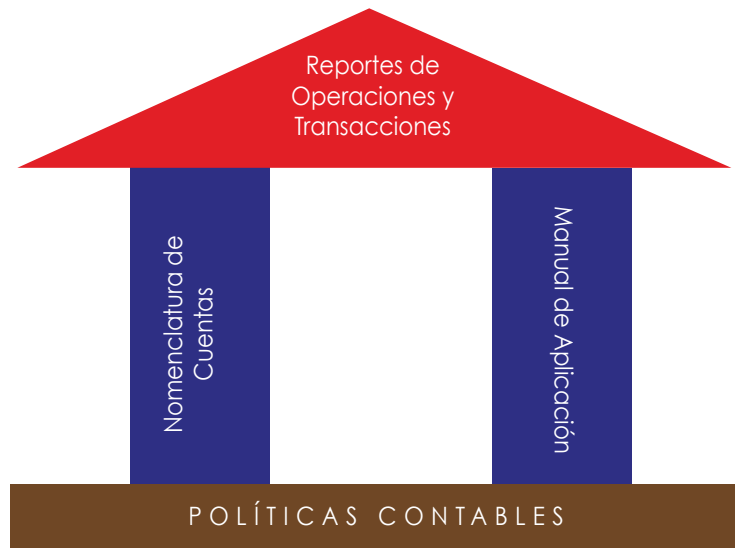 Reportes de
Operaciones y
Transacciones
Nomenclatura de
Cuentas
Manual de Aplicación
POLÍTICAS CONTABLES